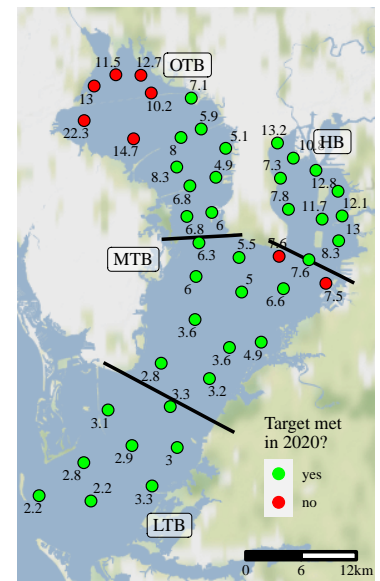 11.5 12.7 OTB
13 10.2 7.1
22.3 14.7 8 5.9 5.1
13.2 HB
8.3 4.9 7.3 12.8
6.8 7.8 11.7 12.1
6.8 6 13
MTB 6.3 5.5 7.6 8.3
6 5 6.6 7.6 7.5
3.6 3.6 4.9
2.8 3.2
3.1 3.3
Target met
in 2020?
2.9 3
yes
2.8
no
2.2 2.2 3.3
LTB
0 6 12km